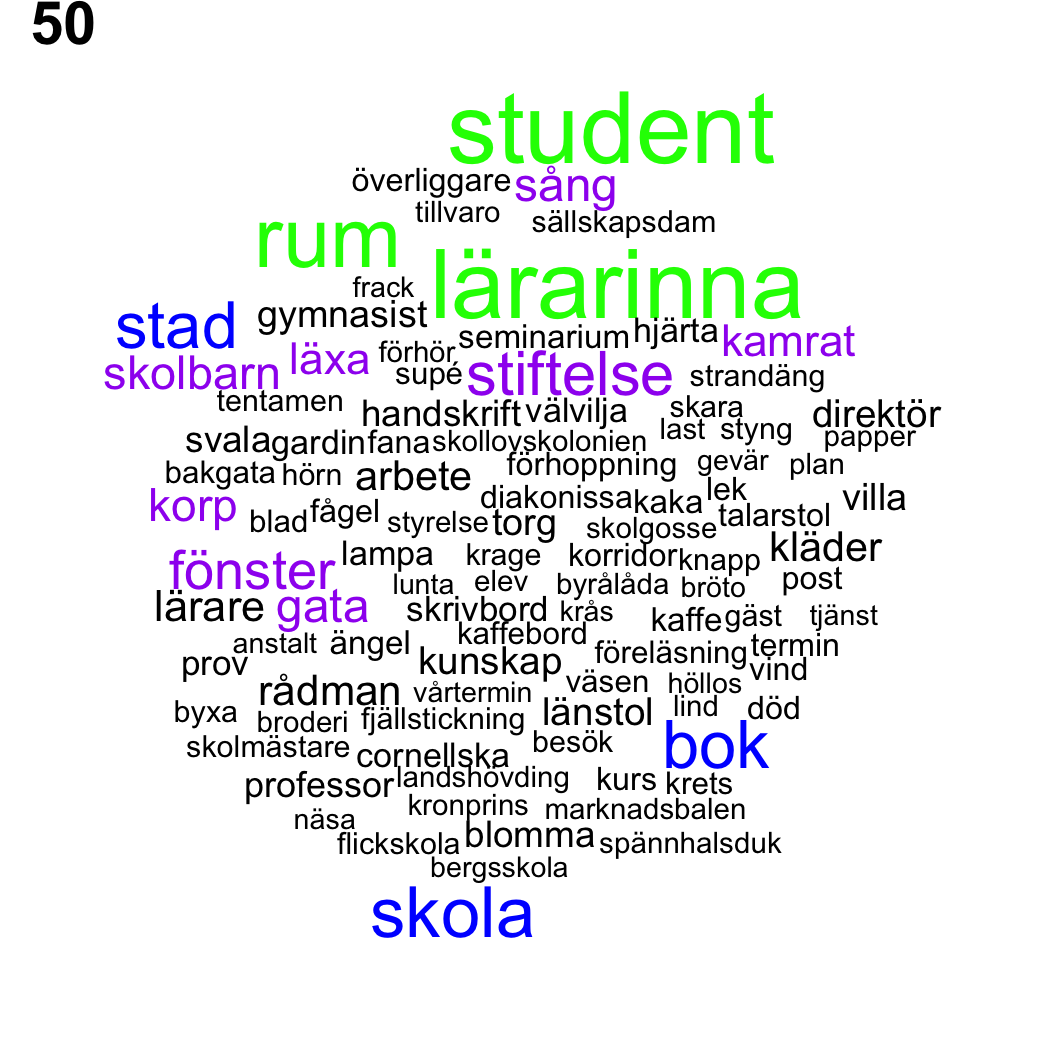 50
student
överliggare sång
tillvaro sällskapsdam
rum
lärarinna
frack
stad gymnasist
seminarium hjärta kamrat
skolbarn läxa förhör
supé stiftelse strandäng
tentamen handskrift välvilja skara direktör
svala gardin fana skollovskolonien last styng papper
bakgata hörn arbete förhoppning gevär plan
korp blad fågel diakonissa kaka lek villa
styrelse torg skolgosse talarstol
fönster lampa krage korridor knapp kläder
lunta elev byrålåda bröto post
lärare gata skrivbord krås kaffe gäst tjänst
anstalt ängel kaffebord
prov kunskap föreläsning termin
rådman vårtermin väsen höllos vind
byxa broderi fjällstickning länstol lind död
skolmästare cornellska besök bok
professor landshövding kurs krets
näsa kronprins marknadsbalen
flickskola blomma spännhalsduk
bergsskola
skola